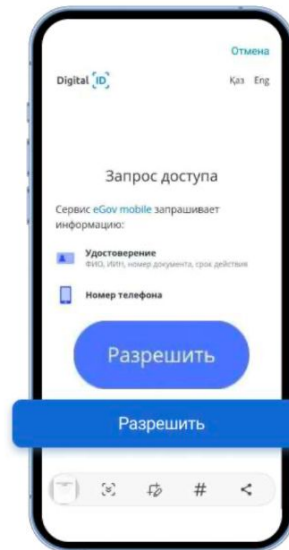 Отмена
Digital ID
Қаз Eng
Запрос доступа
Сервис eGov mobile запрашивает
информацию:
Удостоверение
ФИО, ИИН, номер документа, срок действия
Номер телефона
Разрешить
Разрешить